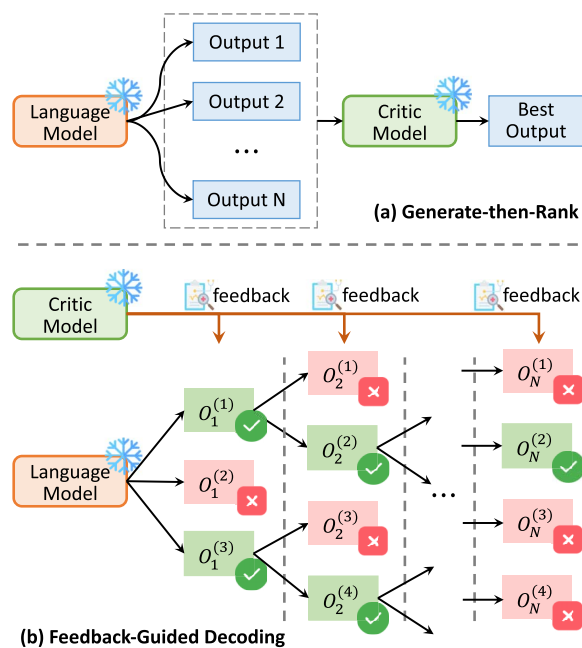 Output 1
Language
Model
Output 2
Critic
Model
Best
Output
...
Output N
(a) Generate-then-Rank
Critic
Model
feedback
feedback
feedback
O_1^{(1)}
O_2^{(1)}
O_N^{(1)}
O_2^{(2)}
O_N^{(2)}
Language
Model
O_1^{(2)}
...
O_2^{(3)}
O_N^{(3)}
O_1^{(3)}
O_2^{(4)}
O_N^{(4)}
(b) Feedback-Guided Decoding